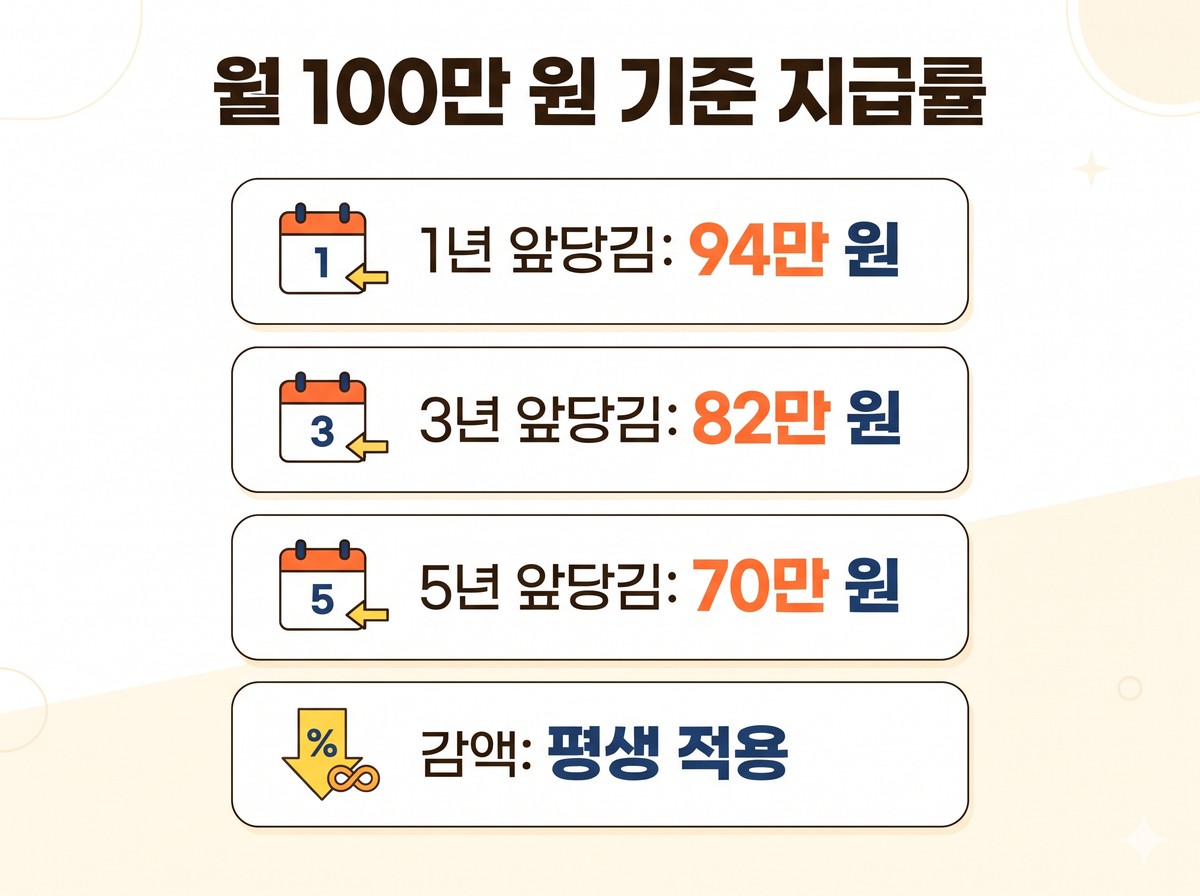 월 100만 원 기준 지급률
1
1년 앞당김: 94만 원
3
3년 앞당김: 82만 원
5
5년 앞당김: 70만 원
%
감액: 평생 적용